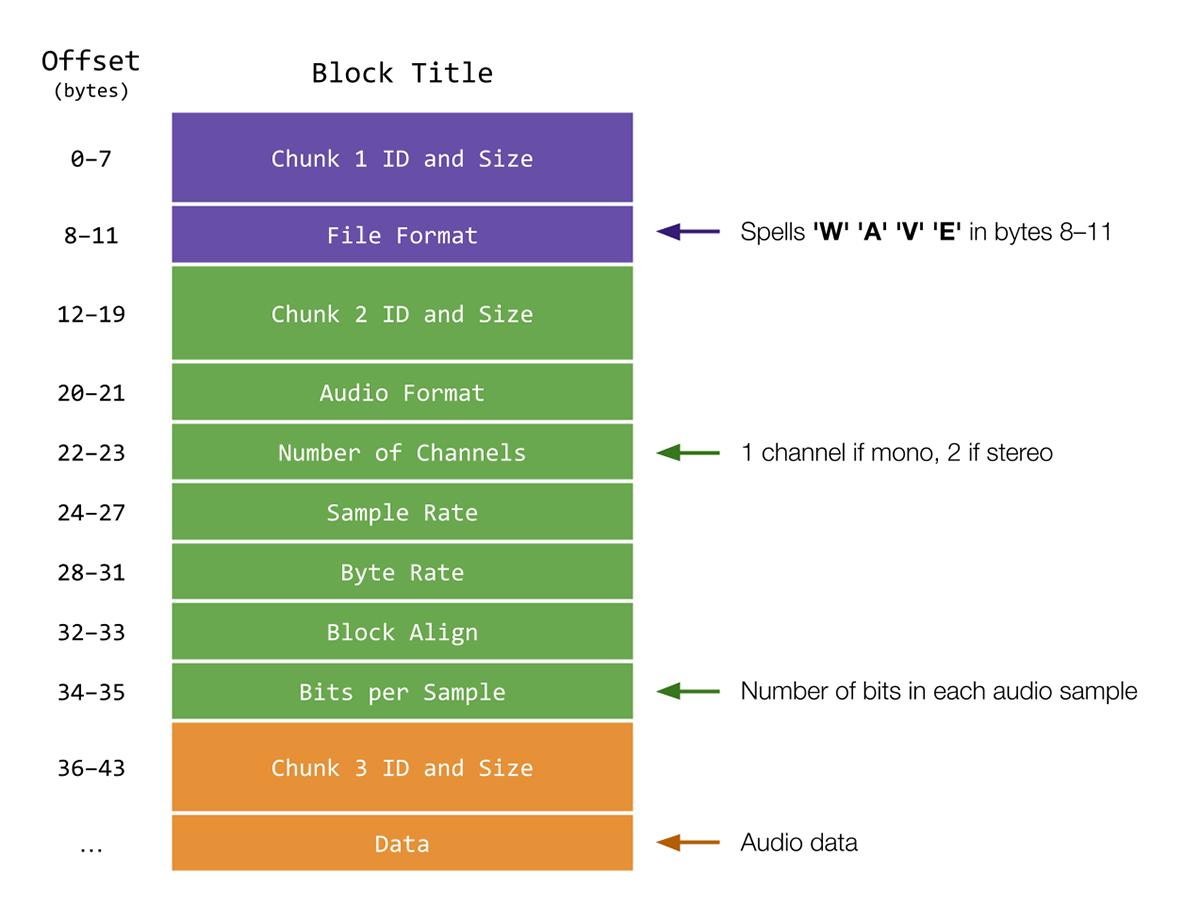 Offset
(bytes)
Block Title
0–7
Chunk 1 ID and Size
8–11
File Format
Spells 'W' 'A' 'V' 'E' in bytes 8–11
12–19
Chunk 2 ID and Size
20–21
Audio Format
22–23
Number of Channels
1 channel if mono, 2 if stereo
24–27
Sample Rate
28–31
Byte Rate
32–33
Block Align
34–35
Bits per Sample
Number of bits in each audio sample
36–43
Chunk 3 ID and Size
...
Data
Audio data